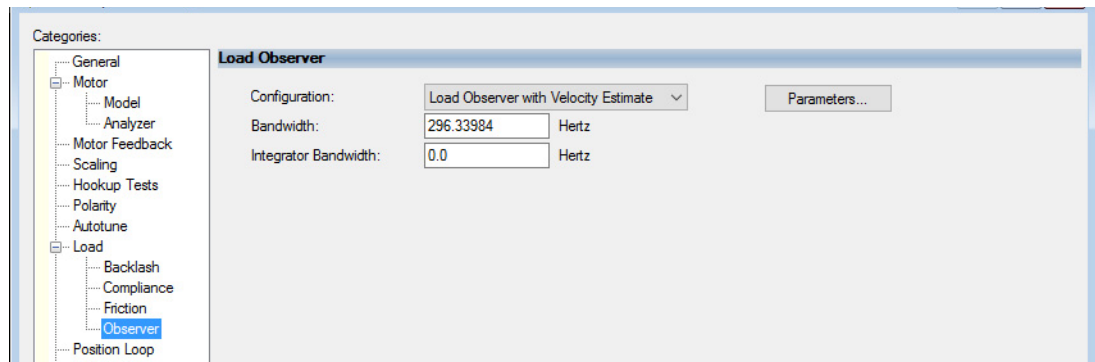 Categories:
General
Motor
Model
Analyzer
Motor Feedback
Scaling
Hookup Tests
Polarity
Autotune
Load
Backlash
Compliance
Friction
Observer
Position Loop
Load Observer
Configuration: Load Observer with Velocity Estimate Parameters...
Bandwidth: 296.33984 Hertz
Integrator Bandwidth: 0.0 Hertz